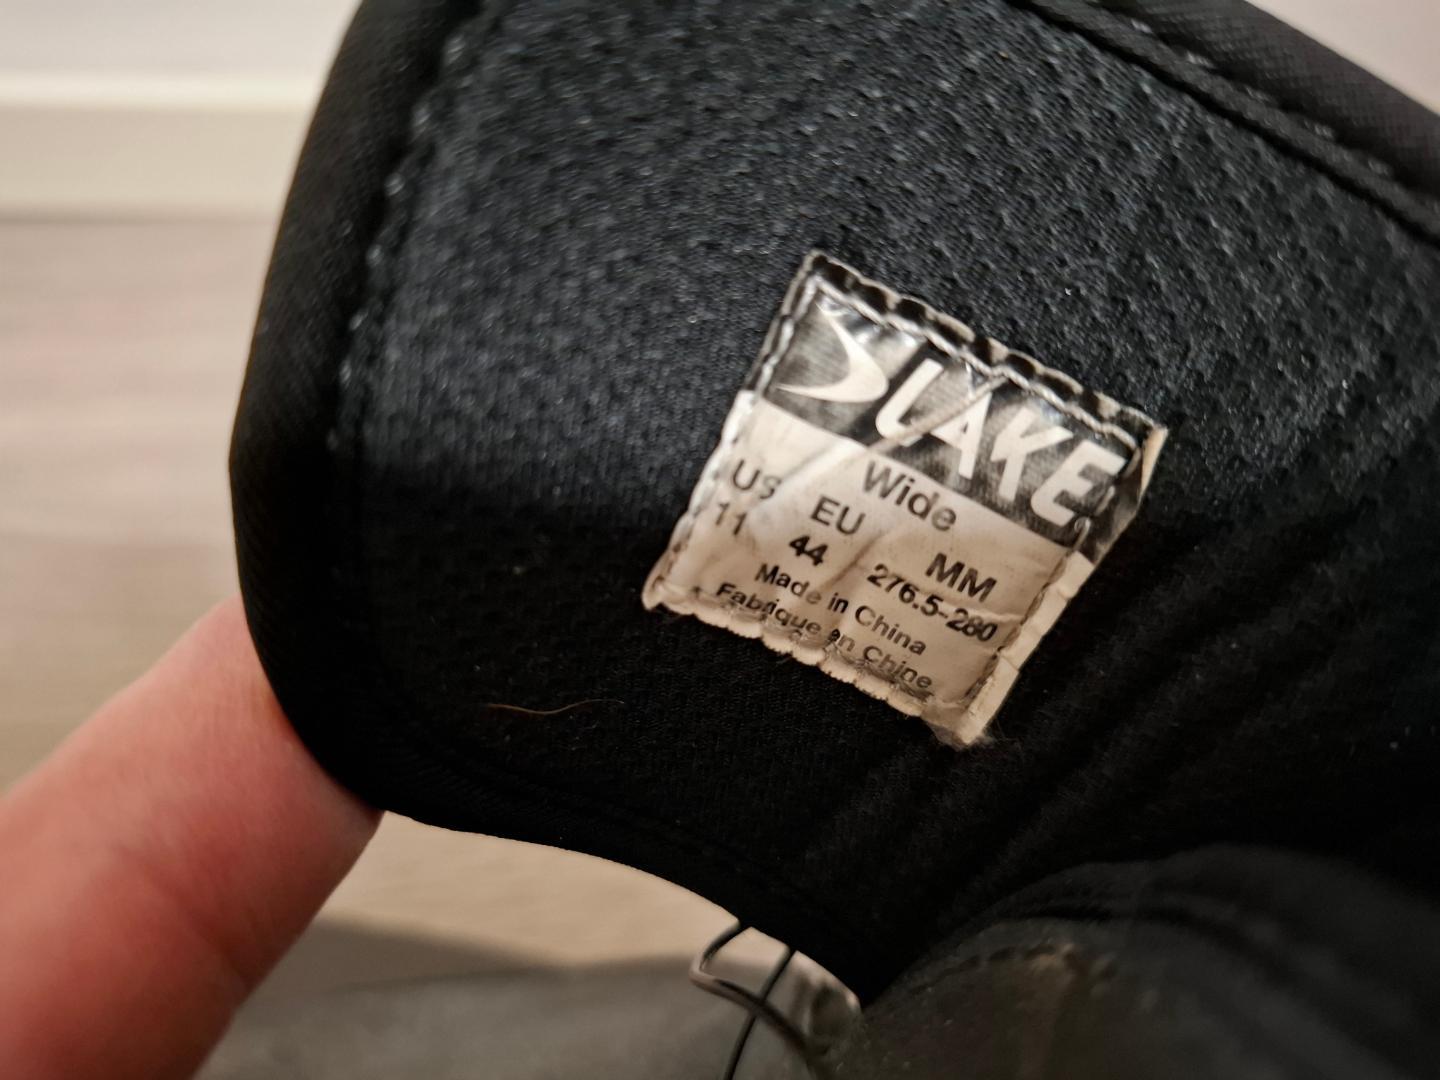 LAKE
Wide
US EU MM
11 44 276.5-280
Made in China
Fabrique en Chine